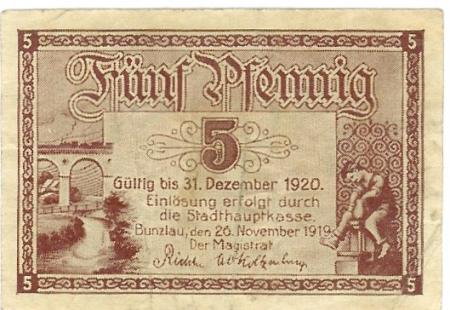 5 5
Fünf Pfennig
5
Gültig bis 31. Dezember 1920.
Einlösung erfolgt durch
die Stadthauptkasse.
Bunzlau, den 26. November 1919.
Der Magistrat
Richter
5 5